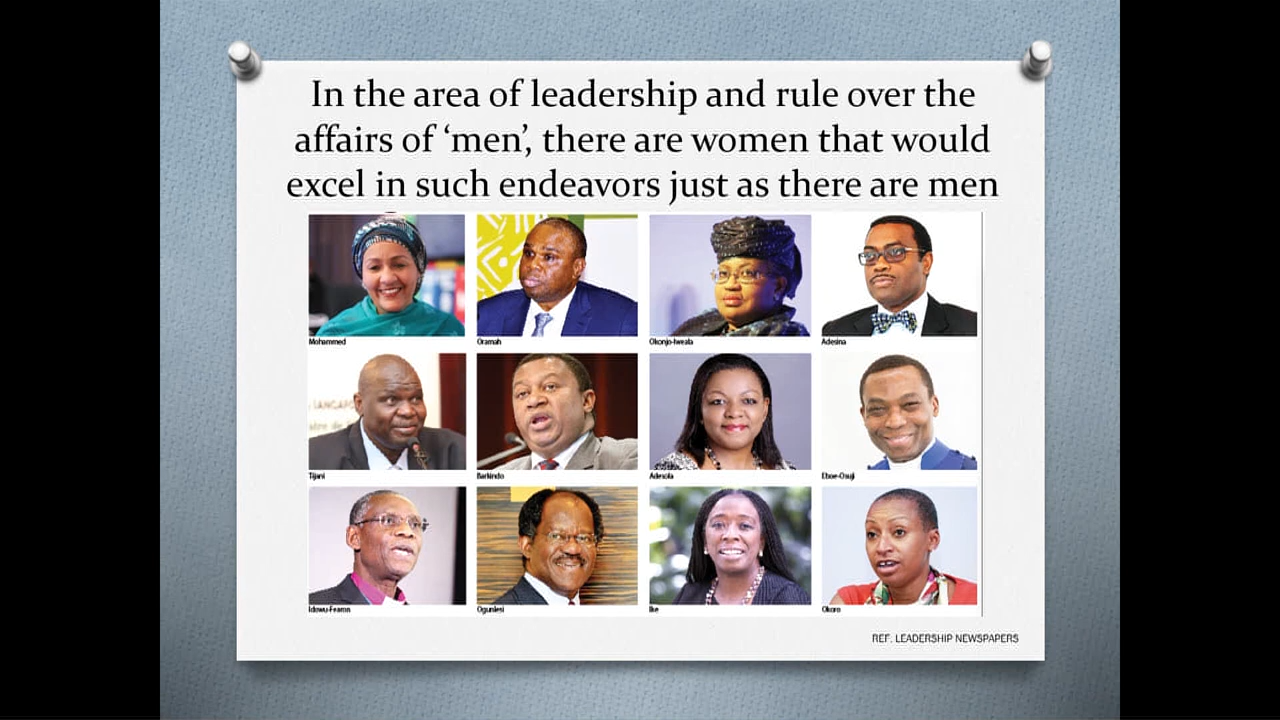 In the area of leadership and rule over the
affairs of ‘men’, there are women that would
excel in such endeavors just as there are men
Mohammed
Oramah
Okonjo-Iweala
Adesina
Tijani
Barkindo
Adesola
Eboe-Osuji
Idowu-Fearon
Ogunlesi
Ike
Okoro
REF. LEADERSHIP NEWSPAPERS